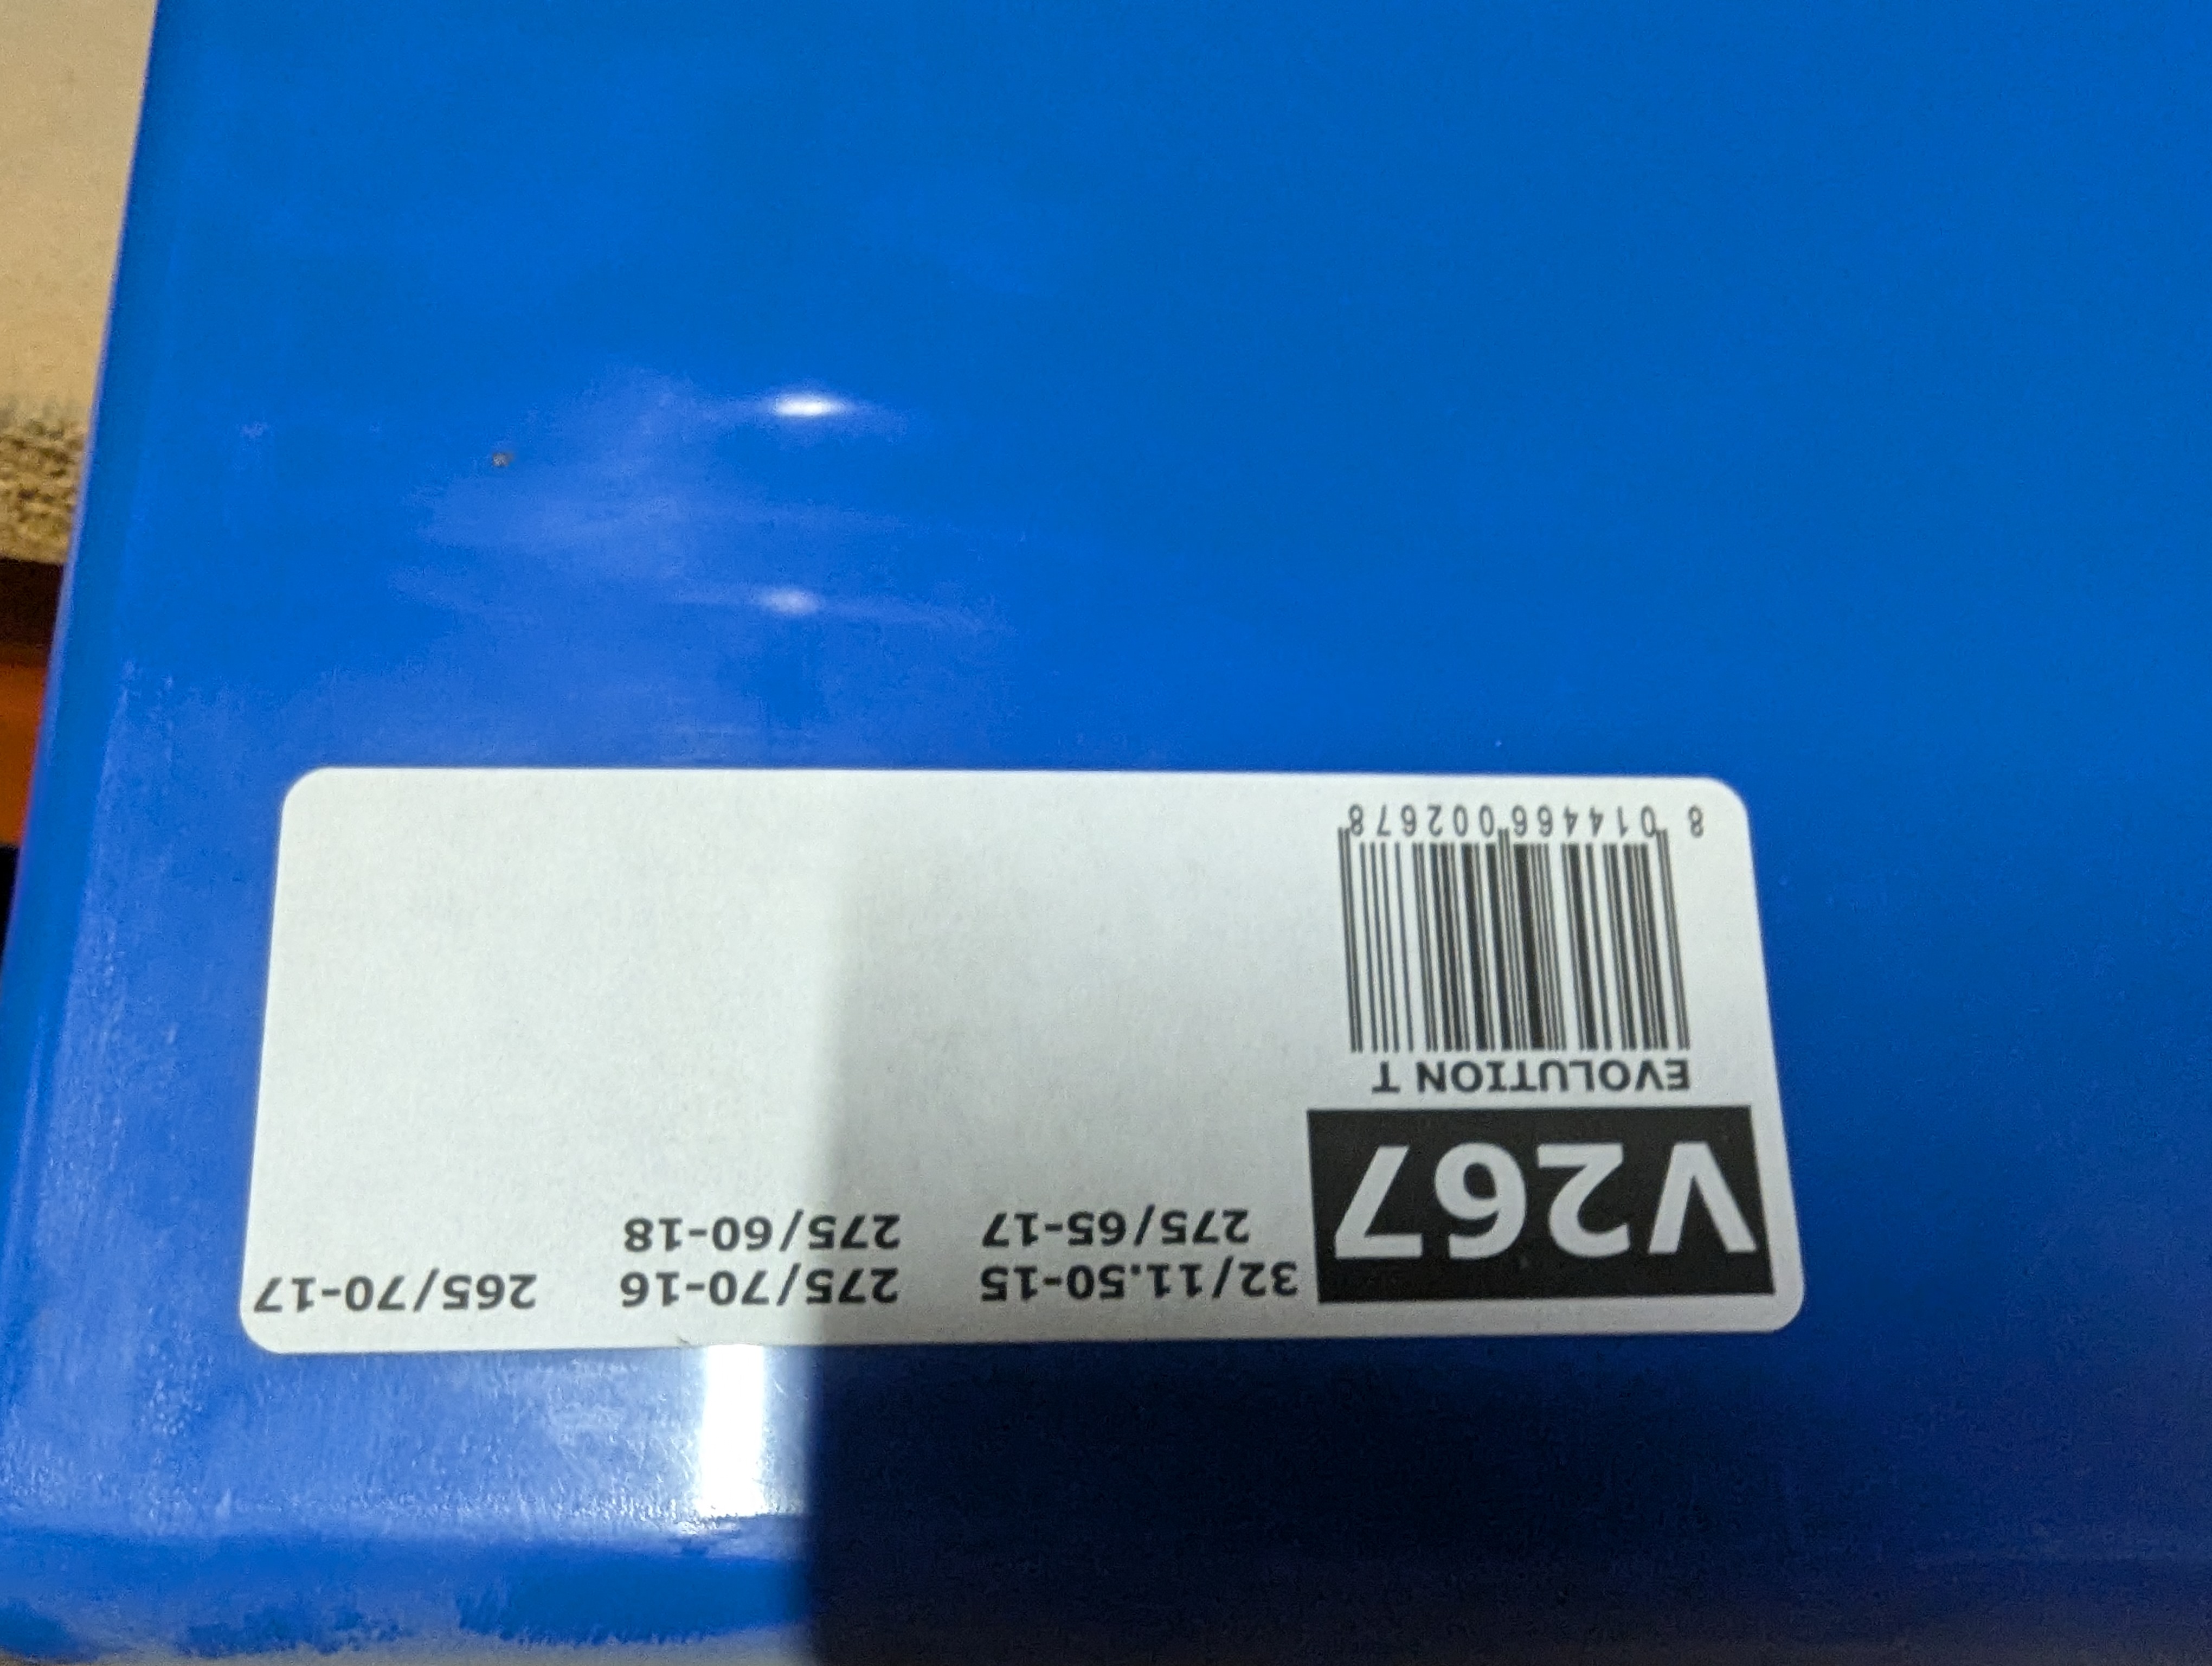 V267
32/11.50-15 275/70-16 265/70-17
275/65-17 275/60-18
EVOLUTION T
8 014466 002678